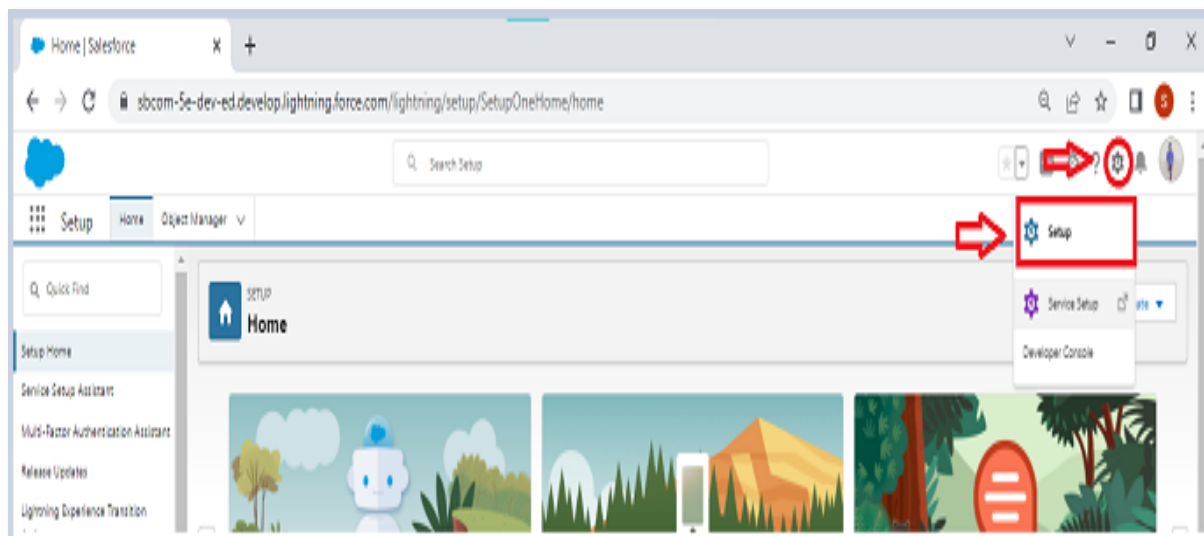 Home | Salesforce
sbcom-5e-dev-ed.develop.lightning.force.com/lightning/setup/SetupOneHome/home
S
Search Setup
?
Setup Home Object Manager
Setup
Quick Find
SETUP
Home
Service Setup
Setup Home
Developer Console
Service Setup Assistant
Multi-Factor Authentication Assistant
Release Updates
Lightning Experience Transition